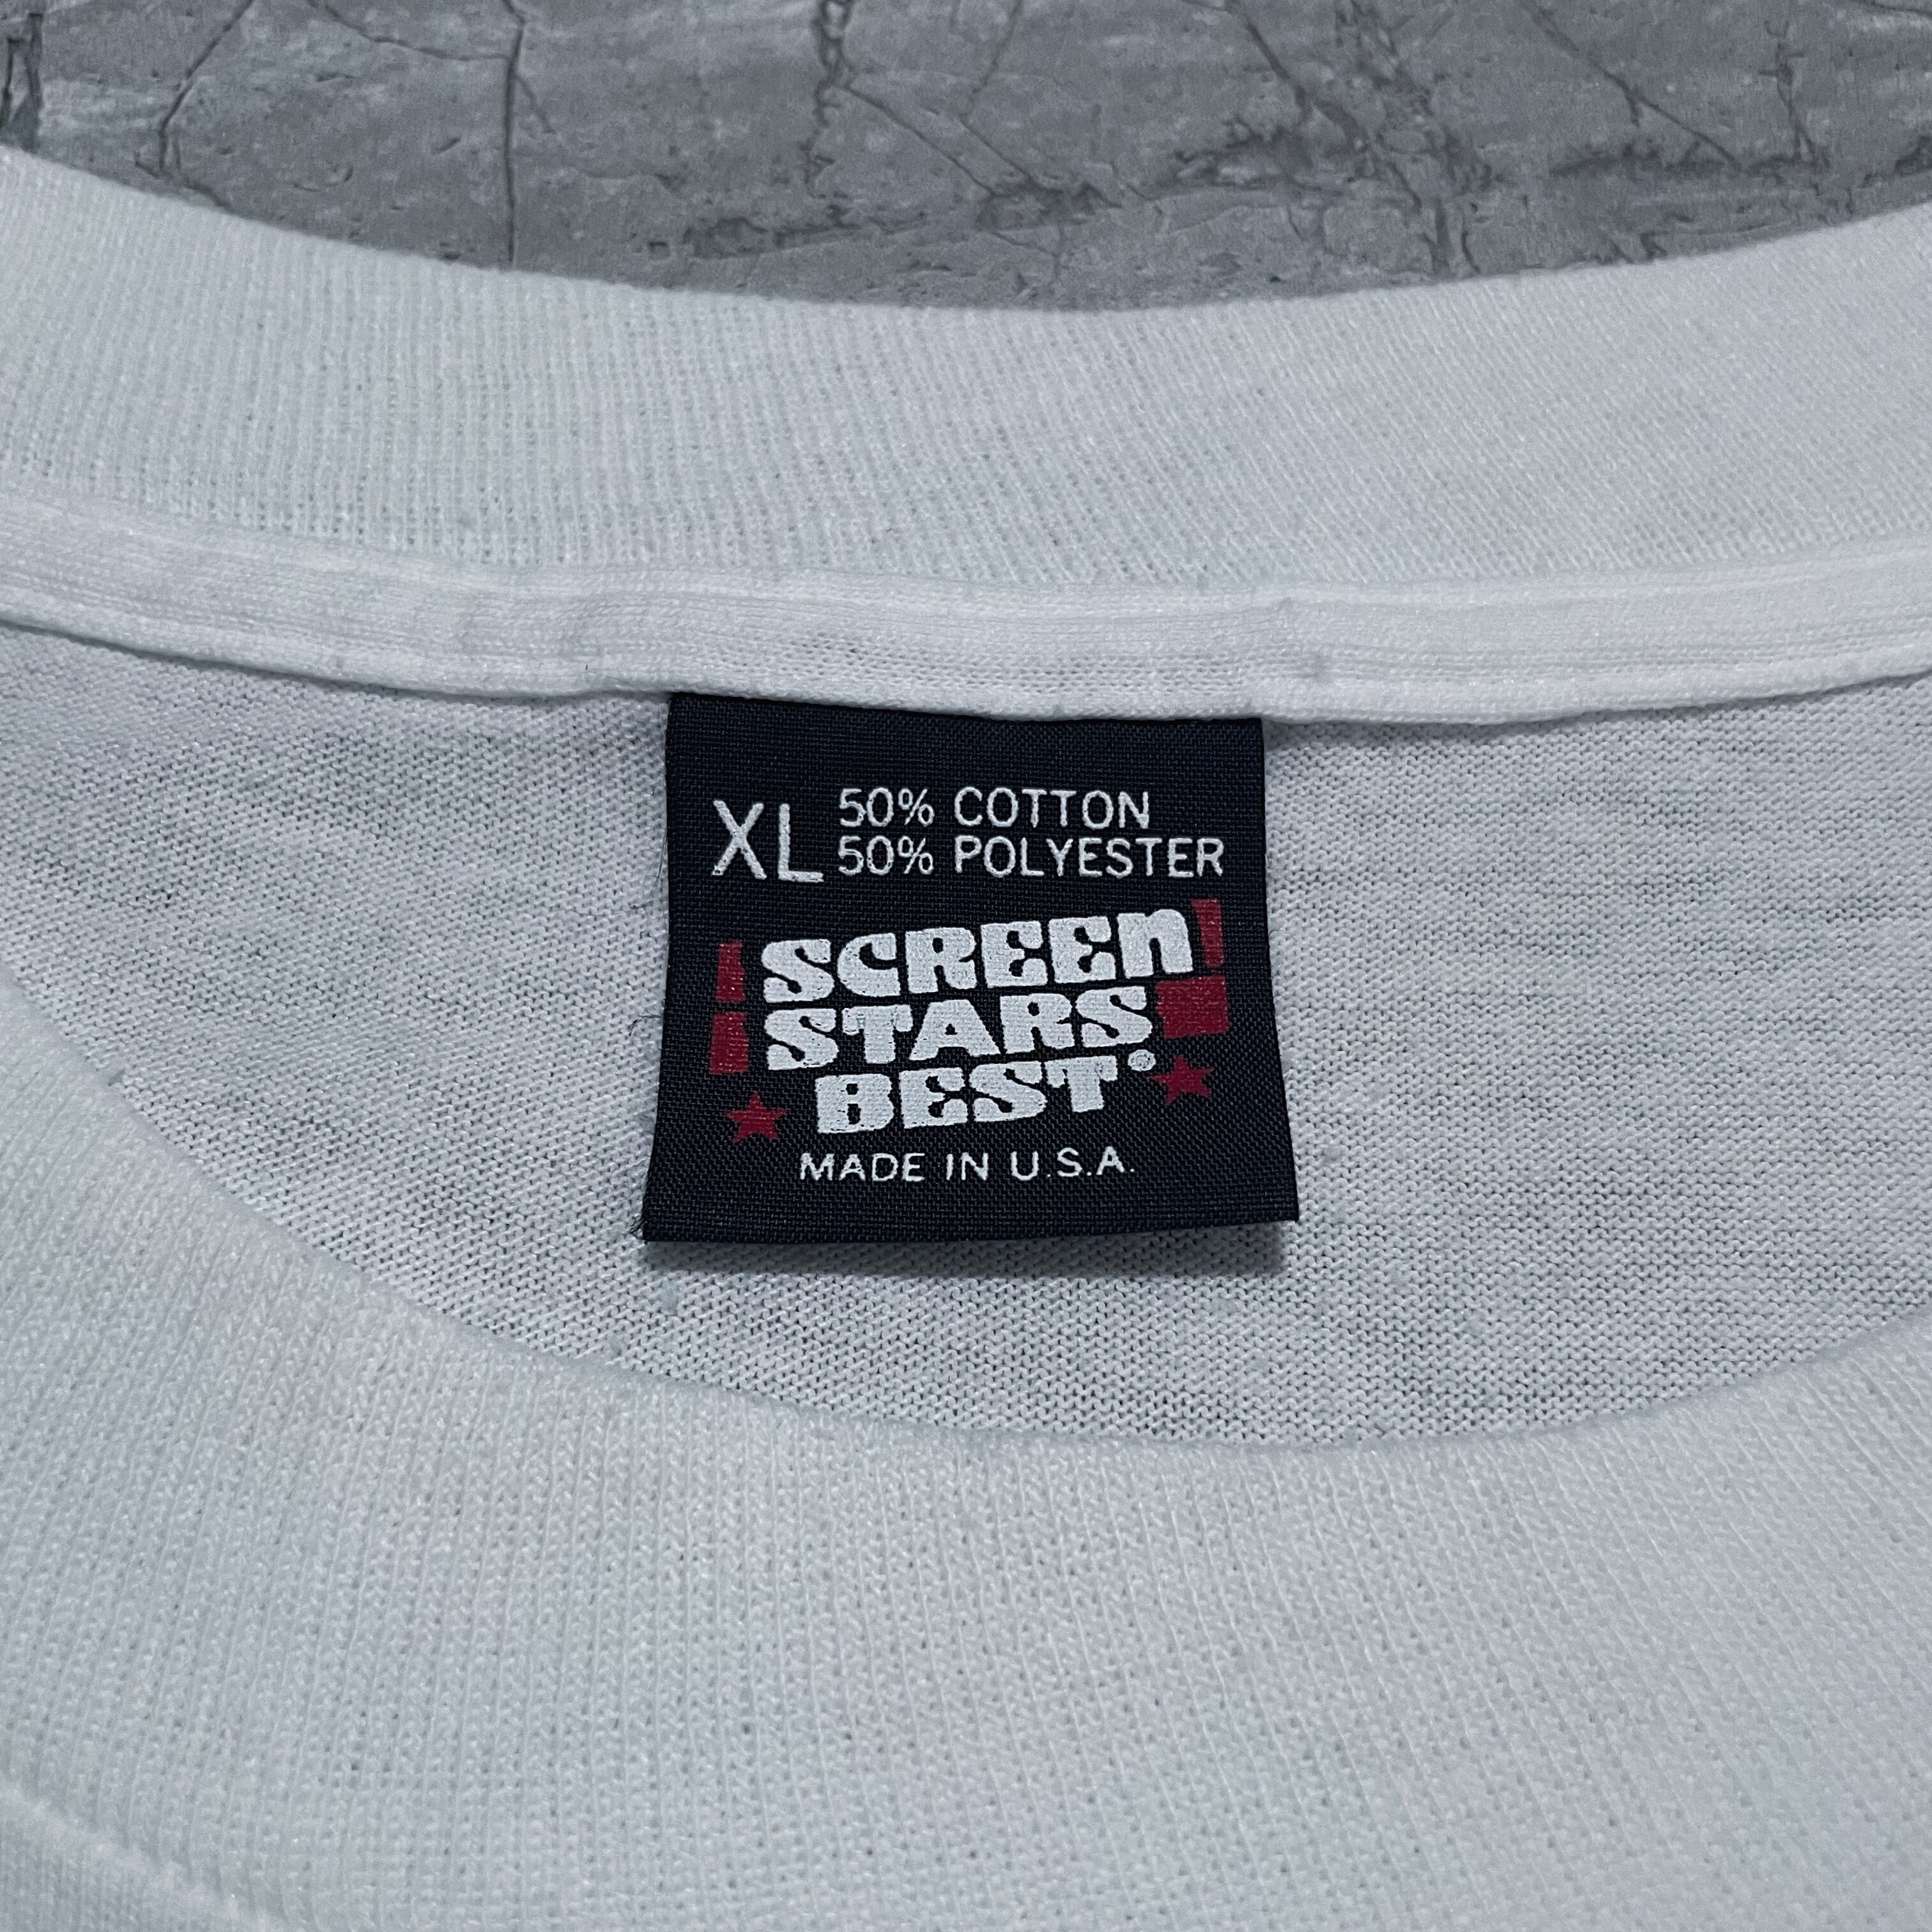 XL 50% COTTON
50% POLYESTER
SCREEN
STARS
BEST®
MADE IN U.S.A.